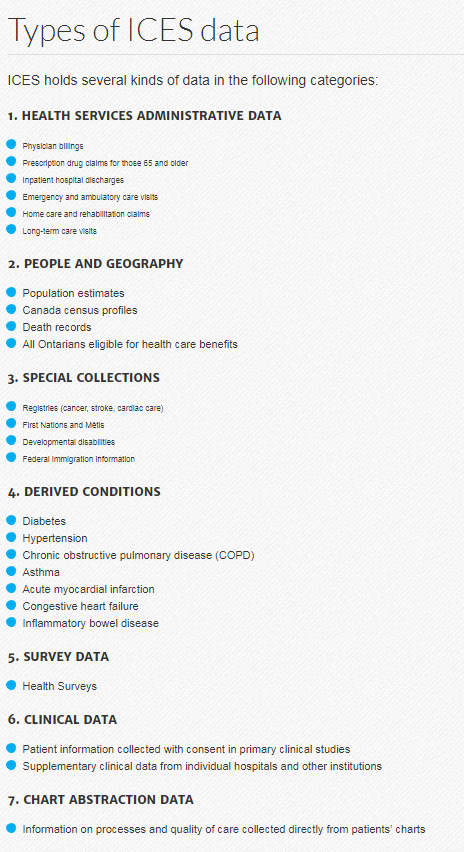 Types of ICES data
ICES holds several kinds of data in the following categories:
1. HEALTH SERVICES ADMINISTRATIVE DATA
Physician billings
Prescription drug claims for those 65 and older
Inpatient hospital discharges
Emergency and ambulatory care visits
Home care and rehabilitation claims
Long-term care visits
2. PEOPLE AND GEOGRAPHY
Population estimates
Canada census profiles
Death records
All Ontarians eligible for health care benefits
3. SPECIAL COLLECTIONS
Registries (cancer, stroke, cardiac care)
First Nations and Métis
Developmental disabilities
Federal immigration information
4. DERIVED CONDITIONS
Diabetes
Hypertension
Chronic obstructive pulmonary disease (COPD)
Asthma
Acute myocardial infarction
Congestive heart failure
Inflammatory bowel disease
5. SURVEY DATA
Health Surveys
6. CLINICAL DATA
Patient information collected with consent in primary clinical studies
Supplementary clinical data from individual hospitals and other institutions
7. CHART ABSTRACTION DATA
Information on processes and quality of care collected directly from patients' charts